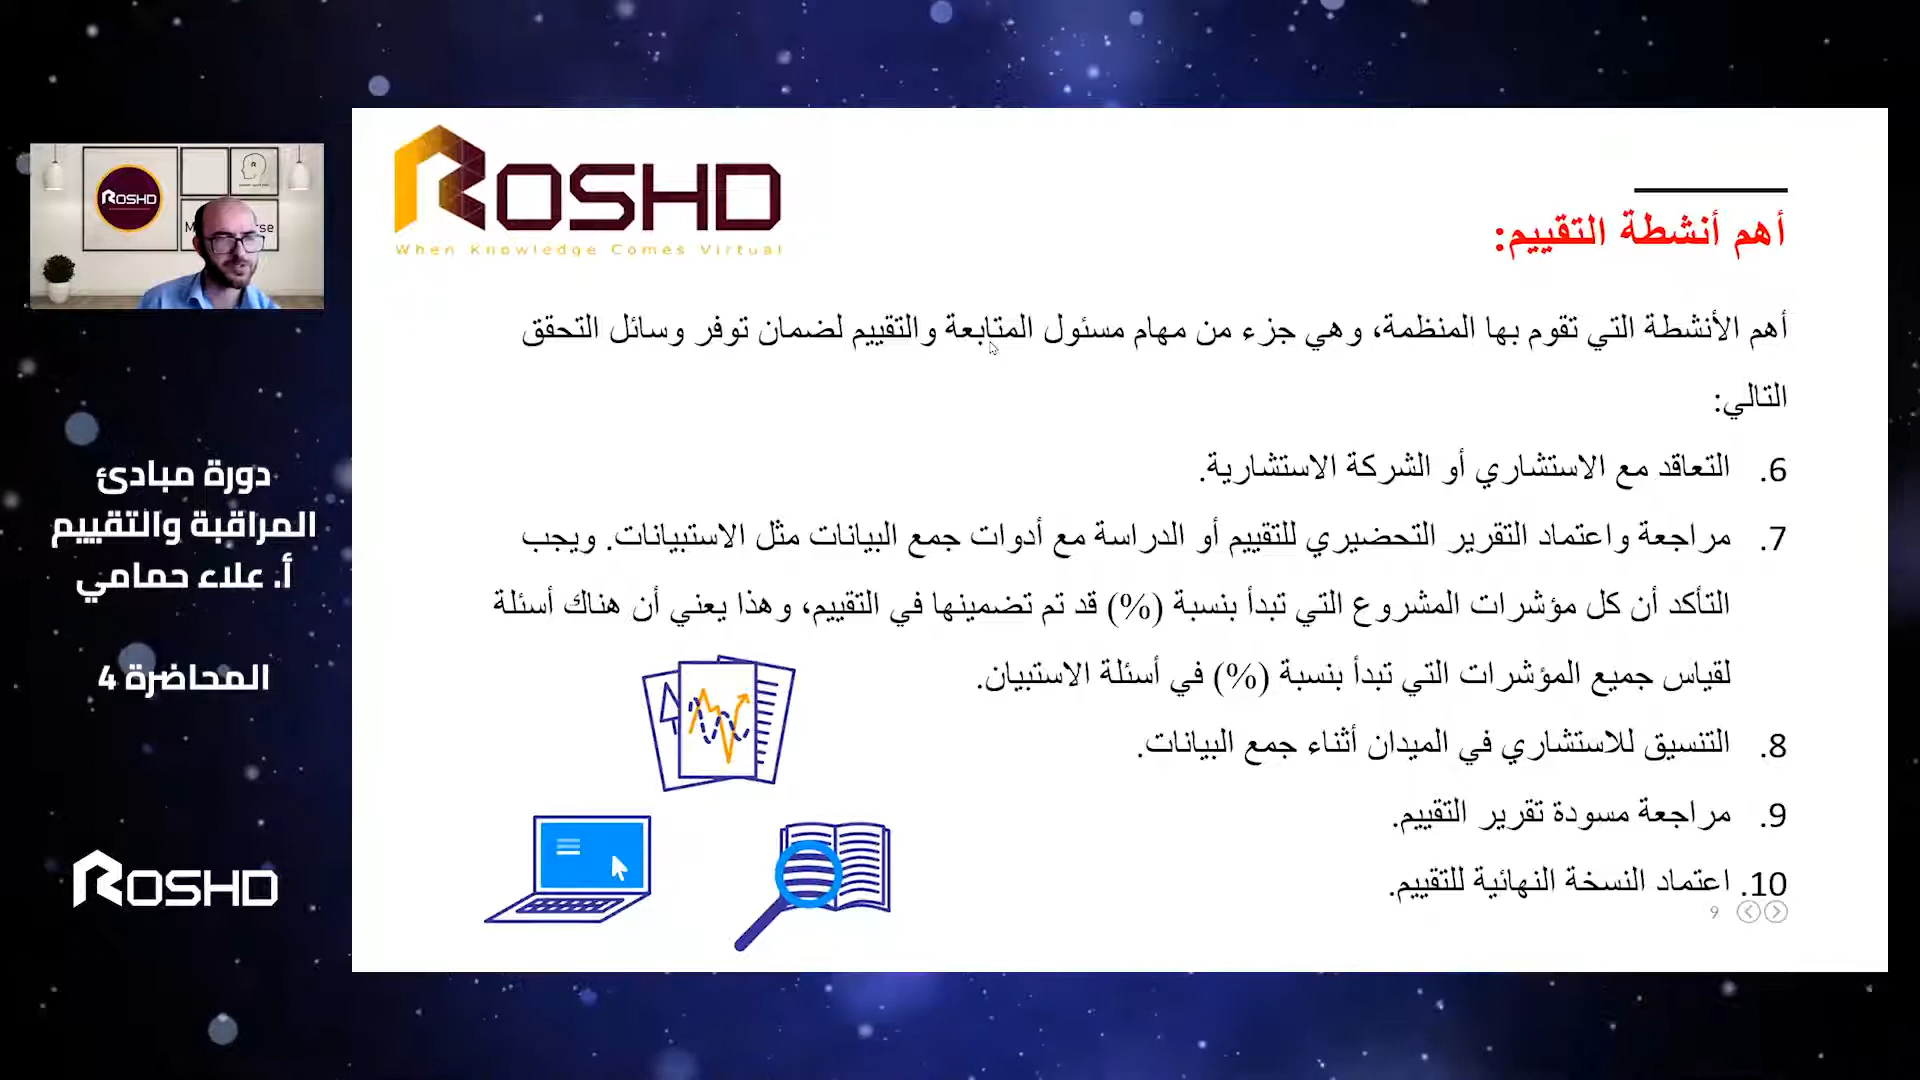 ROSHD
When Knowledge Comes Virtual
أهم أنشطة التقييم:
أهم الأنشطة التي تقوم بها المنظمة، وهي جزء من مهام مسئول المتابعة والتقييم لضمان توفر وسائل التحقق
التالي:
6. التعاقد مع الاستشاري أو الشركة الاستشارية.
7. مراجعة واعتماد التقرير التحضيري للتقييم أو الدراسة مع أدوات جمع البيانات مثل الاستبيانات. ويجب
التأكد أن كل مؤشرات المشروع التي تبدأ بنسبة (%) قد تم تضمينها في التقييم، وهذا يعني أن هناك أسئلة
لقياس جميع المؤشرات التي تبدأ بنسبة (%) في أسئلة الاستبيان.
8. التنسيق للاستشاري في الميدان أثناء جمع البيانات.
9. مراجعة مسودة تقرير التقييم.
10. اعتماد النسخة النهائية للتقييم.
9
ROSHD
دورة مبادئ
المراقبة والتقييم
أ. علاء حمامي
المحاضرة 4
ROSHD